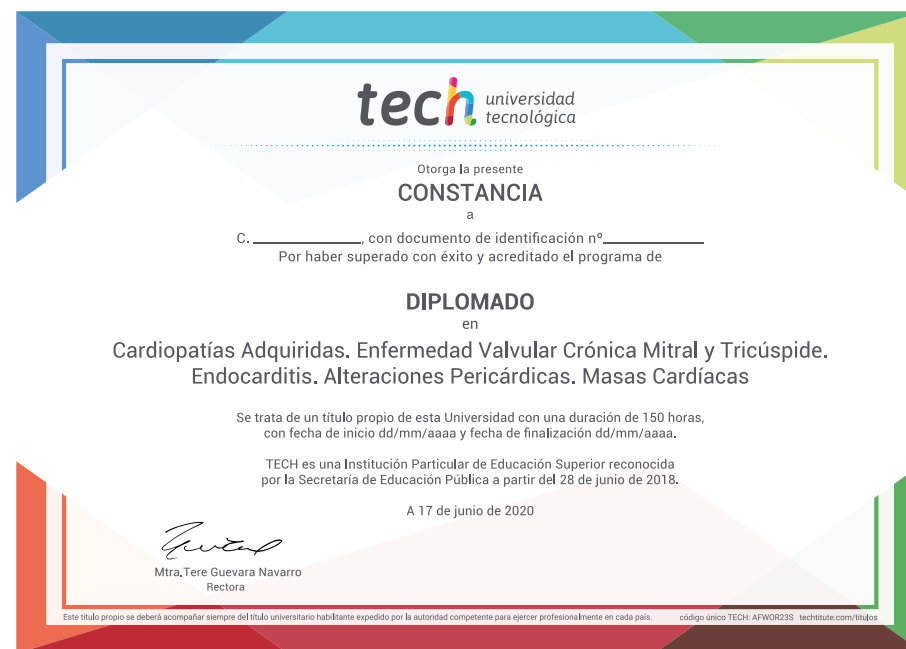 tech universidad
tecnológica
Otorga la presente
CONSTANCIA
a
C. ____________, con documento de identificación nº____________
Por haber superado con éxito y acreditado el programa de
DIPLOMADO
en
Cardiopatías Adquiridas. Enfermedad Valvular Crónica Mitral y Tricúspide.
Endocarditis. Alteraciones Pericárdicas. Masas Cardíacas
Se trata de un título propio de esta Universidad con una duración de 150 horas,
con fecha de inicio dd/mm/aaaa y fecha de finalización dd/mm/aaaa.
TECH es una Institución Particular de Educación Superior reconocida
por la Secretaría de Educación Pública a partir del 28 de junio de 2018.
A 17 de junio de 2020
Mtra.Tere Guevara Navarro
Rectora
Este título propio se deberá acompañar siempre del título universitario habilitante expedido por la autoridad competente para ejercer profesionalmente en cada país. código único TECH: AFWOR23S techtitute.com/titulos